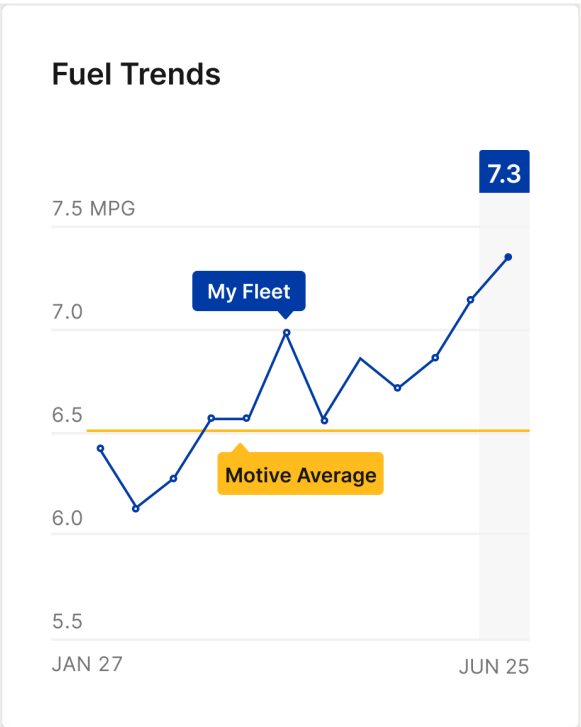 Fuel Trends
7.3
7.5 MPG
My Fleet
7.0
6.5
Motive Average
6.0
5.5
JAN 27
JUN 25